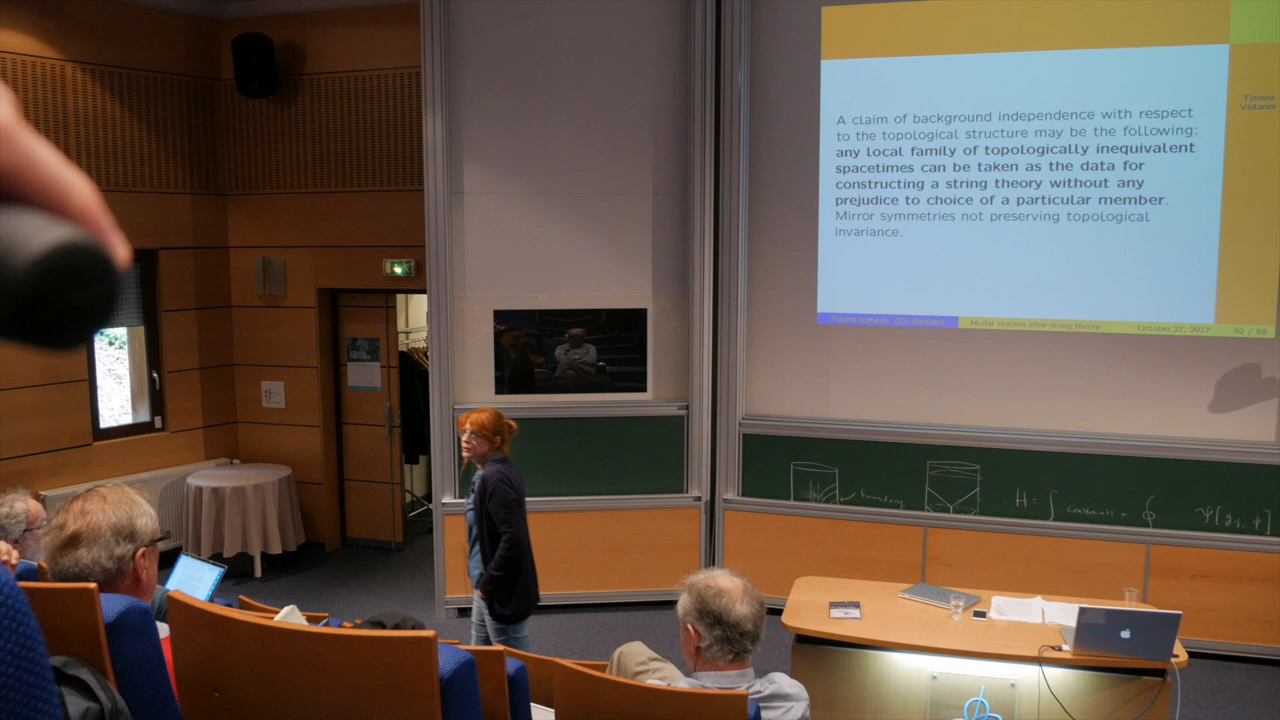 A claim of background independence with respect
to the topological structure may be the following:
any local family of topologically inequivalent
spacetimes can be taken as the data for
constructing a string theory without any
prejudice to choice of a particular member.
Mirror symmetries not preserving topological
invariance.
Tiziana
Vistarini
Tiziana Vistarini (CU Boulder)
Modal realism after string theory
October,27, 2017
52 / 68
boundary
H = ∫ constraints + ∮